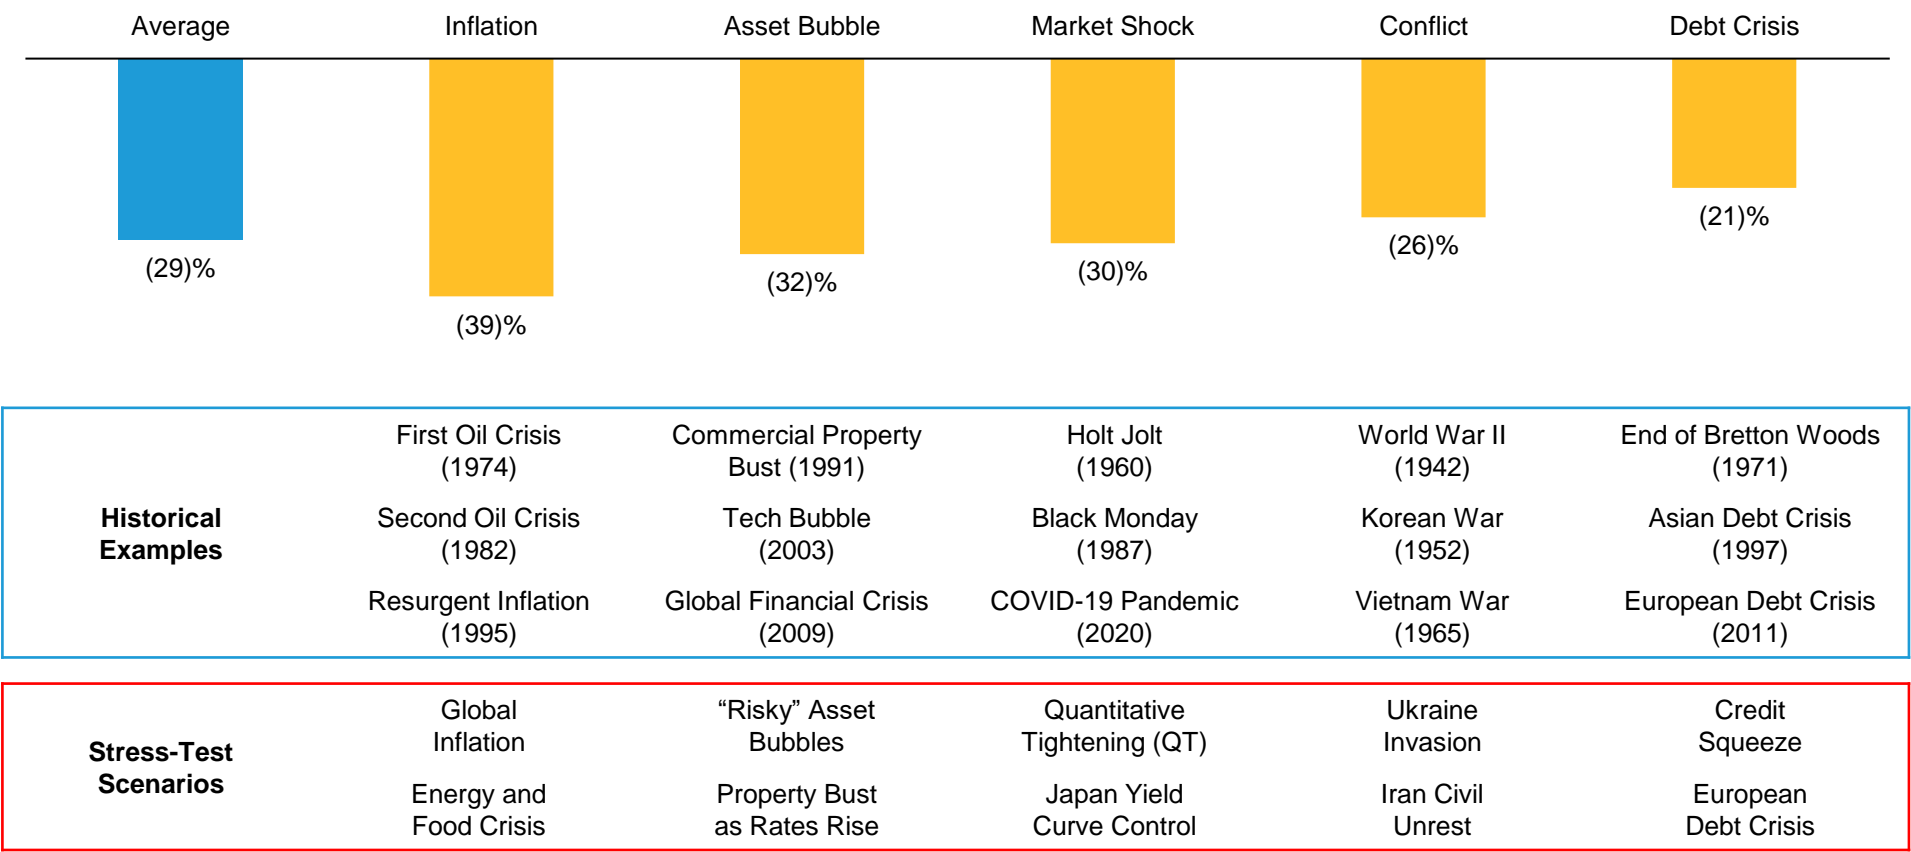 Average
Inflation
Asset Bubble
Market Shock
Conflict
Debt Crisis
(29)%
(39)%
(32)%
(30)%
(26)%
(21)%
Historical
Examples
First Oil Crisis
(1974)
Second Oil Crisis
(1982)
Resurgent Inflation
(1995)
Commercial Property
Bust (1991)
Tech Bubble
(2003)
Global Financial Crisis
(2009)
Holt Jolt
(1960)
Black Monday
(1987)
COVID-19 Pandemic
(2020)
World War II
(1942)
Korean War
(1952)
Vietnam War
(1965)
End of Bretton Woods
(1971)
Asian Debt Crisis
(1997)
European Debt Crisis
(2011)
Stress-Test
Scenarios
Global
Inflation
Energy and
Food Crisis
“Risky” Asset
Bubbles
Property Bust
as Rates Rise
Quantitative
Tightening (QT)
Japan Yield
Curve Control
Ukraine
Invasion
Iran Civil
Unrest
Credit
Squeeze
European
Debt Crisis